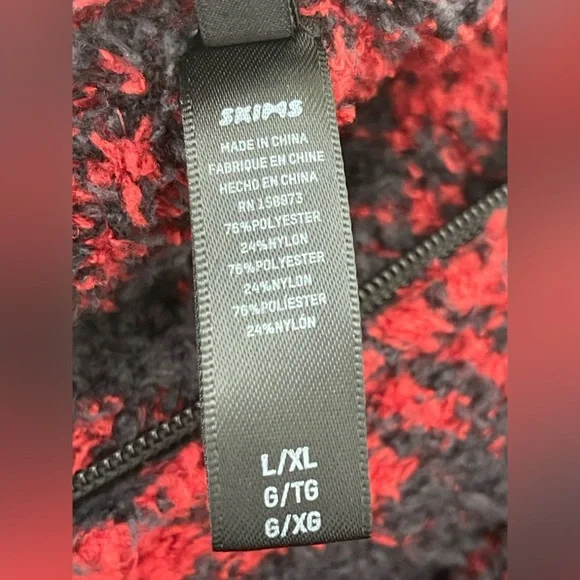 SKIMS
MADE IN CHINA
FABRIQUE EN CHINE
HECHO EN CHINA
RN 158973
76%POLYESTER
24%NYLON
76%POLYESTER
24%NYLON
76%POLIÉSTER
24%NYLÓN
L/XL
G/TG
G/XG